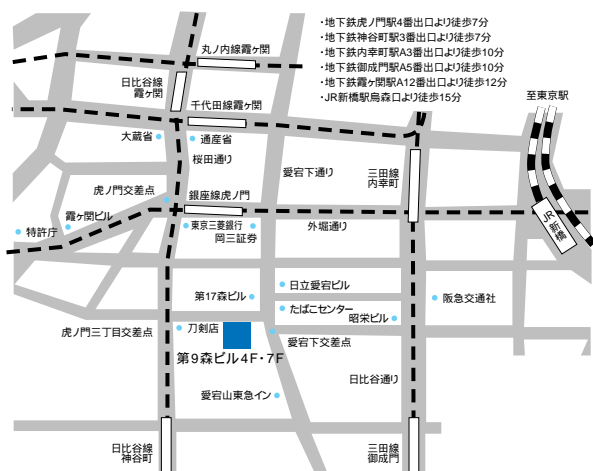 ・地下鉄虎ノ門駅4番出口より徒歩7分
・地下鉄神谷町駅3番出口より徒歩7分
・地下鉄内幸町駅A3番出口より徒歩10分
・地下鉄御成門駅A5番出口より徒歩10分
・地下鉄霞ヶ関駅A12番出口より徒歩12分
・JR新橋駅烏森口より徒歩15分
丸ノ内線霞ヶ関
日比谷線
霞ヶ関
千代田線霞ヶ関
至東京駅
大蔵省
通産省
桜田通り
愛宕下通り
三田線
内幸町
虎ノ門交差点
銀座線虎ノ門
霞ヶ関ビル
特許庁
東京三菱銀行
岡三証券
外堀通り
JR
新橋
日立愛宕ビル
第17森ビル
たばこセンター
昭栄ビル
阪急交通社
虎ノ門三丁目交差点
刀剣店
愛宕下交差点
第9森ビル4F・7F
日比谷通り
愛宕山東急イン
日比谷線
神谷町
三田線
御成門